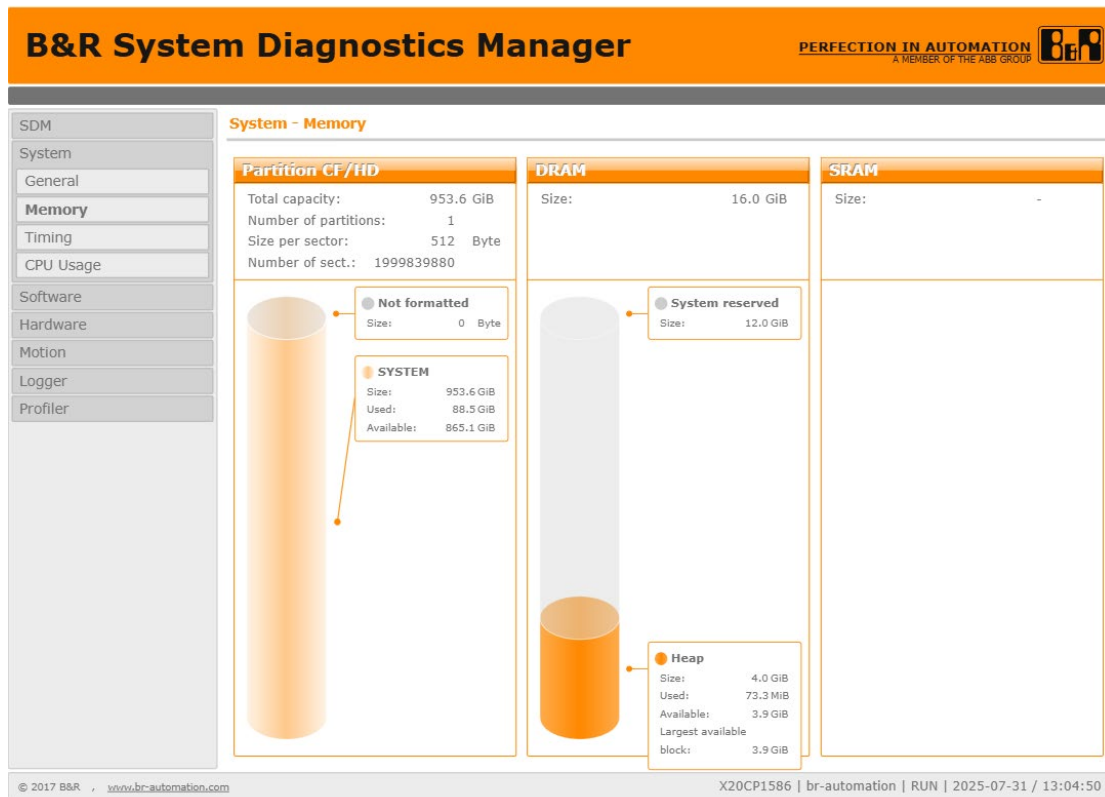 B&R System Diagnostics Manager
PERFECTION IN AUTOMATION
A MEMBER OF THE ABB GROUP
B&R
SDM
System
General
Memory
Timing
CPU Usage
Software
Hardware
Motion
Logger
Profiler
System - Memory
Partition CF/HD
Total capacity: 953.6 GiB
Number of partitions: 1
Size per sector: 512 Byte
Number of sect.: 1999839880
Not formatted
Size: 0 Byte
SYSTEM
Size: 953.6 GiB
Used: 88.5 GiB
Available: 865.1 GiB
DRAM
Size: 16.0 GiB
System reserved
Size: 12.0 GiB
Heap
Size: 4.0 GiB
Used: 73.3 MiB
Available: 3.9 GiB
Largest available
block: 3.9 GiB
SRAM
Size: -
© 2017 B&R , www.br-automation.com
X20CP1586 | br-automation | RUN | 2025-07-31 / 13:04:50